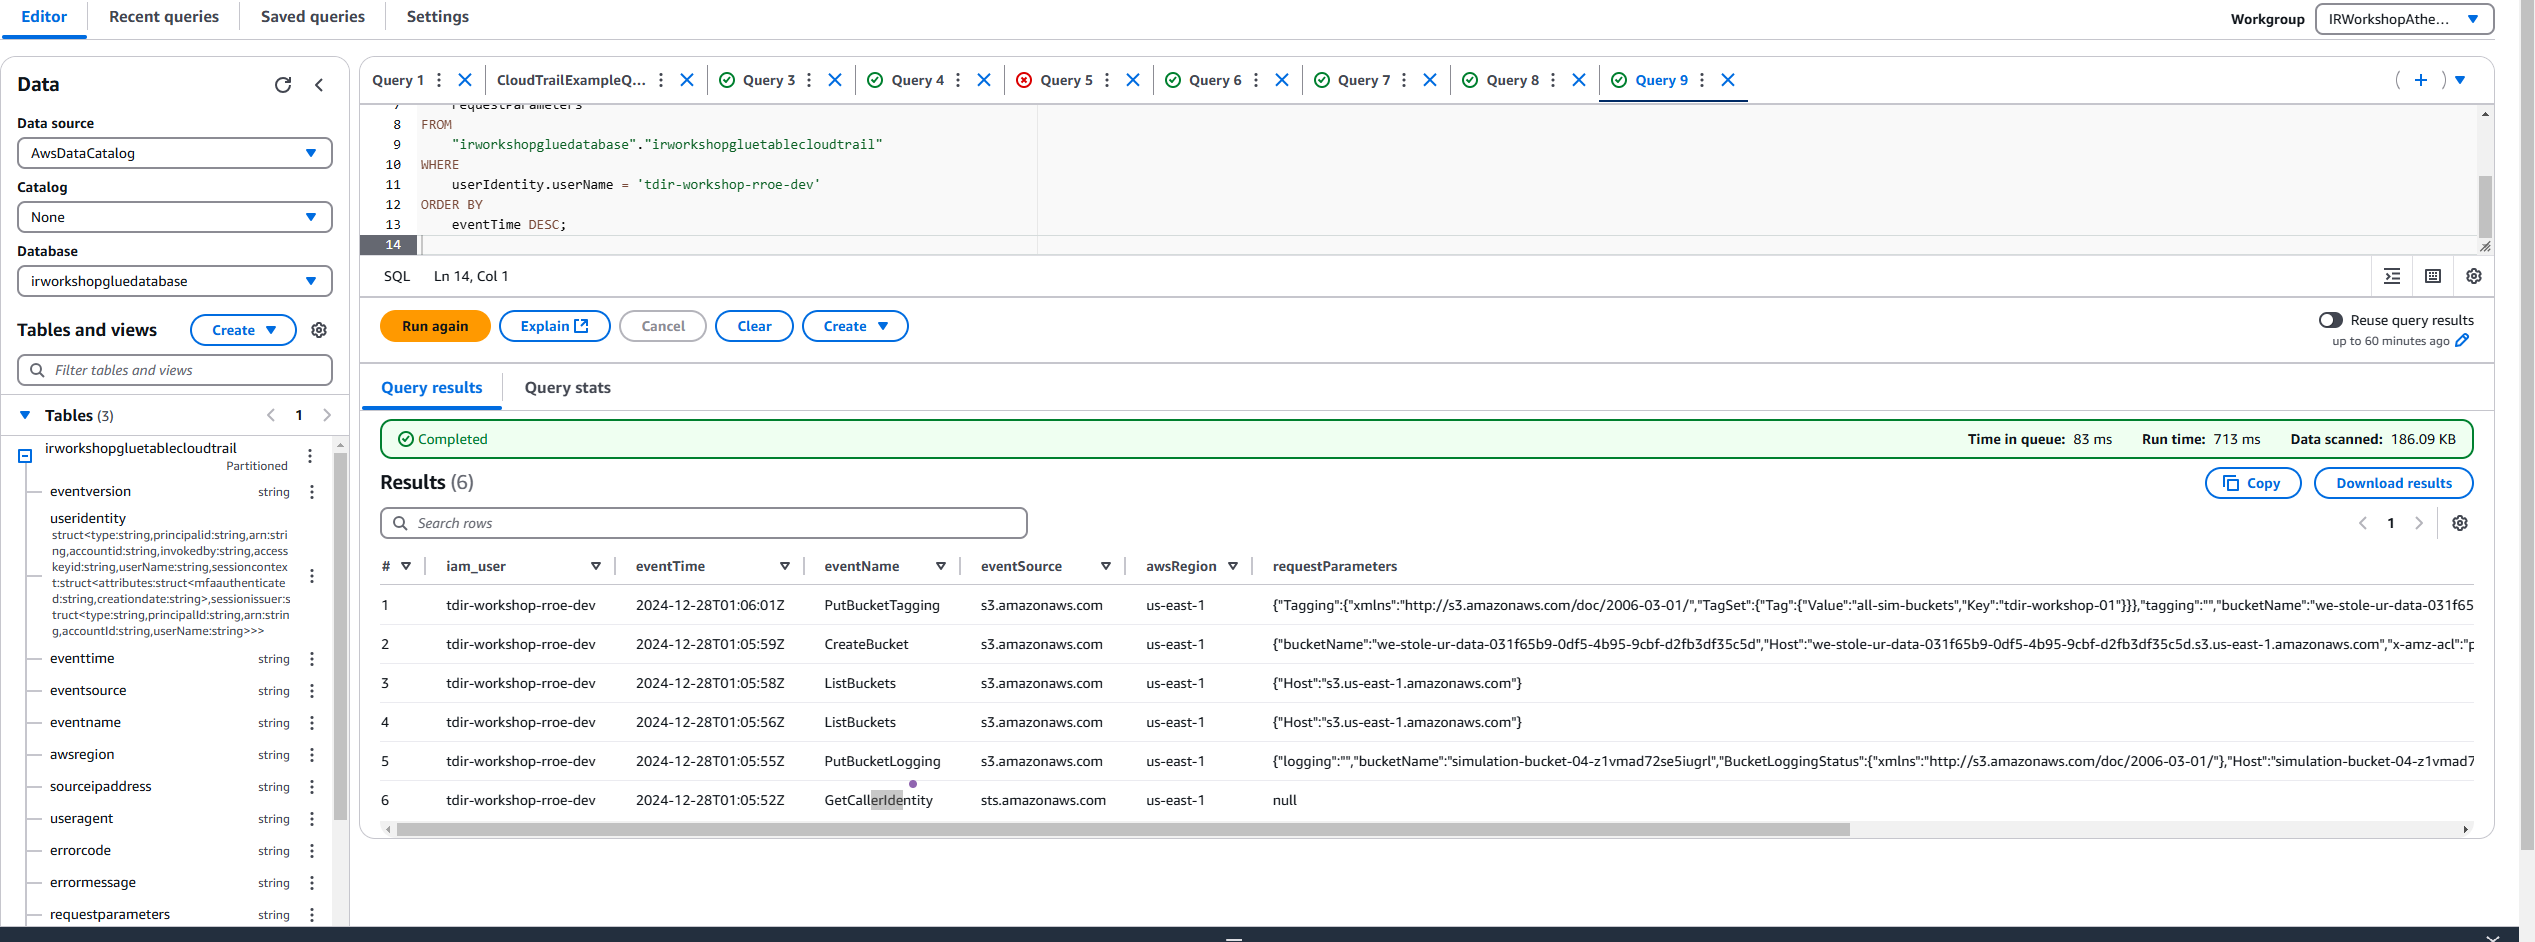 Editor
Recent queries
Saved queries
Settings
Workgroup
IRWorkshopAthe...
Data
Data source
AwsDataCatalog
Catalog
None
Database
irworkshopgluedatabase
Tables and views
Create
Filter tables and views
Tables (3)
1
irworkshopgluetablecloudtrail
Partitioned
eventversion string
useridentity
struct<type:string,principalid:string,arn:stri
ng,accountid:string,invokedby:string,access
keyid:string,userName:string,sessioncontex
t:struct<attributes:struct<mfaauthenticate
d:string,creationdate:string>,sessionissuer:s
truct<type:string,principalId:string,arn:strin
g,accountId:string,userName:string>>>
eventtime string
eventsource string
eventname string
awsregion string
sourceipaddress string
useragent string
errorcode string
errormessage string
requestparameters string
Query 1
CloudTrailExampleQ...
Query 3
Query 4
Query 5
Query 6
Query 7
Query 8
Query 9
7 requestParameters
8 FROM
9 "irworkshopgluedatabase"."irworkshopgluetablecloudtrail"
10 WHERE
11 userIdentity.userName = 'tdir-workshop-rroe-dev'
12 ORDER BY
13 eventTime DESC;
14
SQL Ln 14, Col 1
Run again
Explain
Cancel
Clear
Create
Reuse query results
up to 60 minutes ago
Query results
Query stats
Completed
Time in queue: 83 ms Run time: 713 ms Data scanned: 186.09 KB
Results (6)
Copy
Download results
Search rows
1
# iam_user eventTime eventName eventSource awsRegion requestParameters
1 tdir-workshop-rroe-dev 2024-12-28T01:06:01Z PutBucketTagging s3.amazonaws.com us-east-1 {"Tagging":{"xmlns":"http://s3.amazonaws.com/doc/2006-03-01/","TagSet":{"Tag":{"Value":"all-sim-buckets","Key":"tdir-workshop-01"}}},"tagging":"","bucketName":"we-stole-ur-data-031f65
2 tdir-workshop-rroe-dev 2024-12-28T01:05:59Z CreateBucket s3.amazonaws.com us-east-1 {"bucketName":"we-stole-ur-data-031f65b9-0df5-4b95-9cbf-d2fb3df35c5d","Host":"we-stole-ur-data-031f65b9-0df5-4b95-9cbf-d2fb3df35c5d.s3.us-east-1.amazonaws.com","x-amz-acl":"p
3 tdir-workshop-rroe-dev 2024-12-28T01:05:58Z ListBuckets s3.amazonaws.com us-east-1 {"Host":"s3.us-east-1.amazonaws.com"}
4 tdir-workshop-rroe-dev 2024-12-28T01:05:56Z ListBuckets s3.amazonaws.com us-east-1 {"Host":"s3.us-east-1.amazonaws.com"}
5 tdir-workshop-rroe-dev 2024-12-28T01:05:55Z PutBucketLogging s3.amazonaws.com us-east-1 {"logging":"","bucketName":"simulation-bucket-04-z1vmad72se5iugrl","BucketLoggingStatus":{"xmlns":"http://s3.amazonaws.com/doc/2006-03-01/"},"Host":"simulation-bucket-04-z1vmad7
6 tdir-workshop-rroe-dev 2024-12-28T01:05:52Z GetCallerIdentity sts.amazonaws.com us-east-1 null